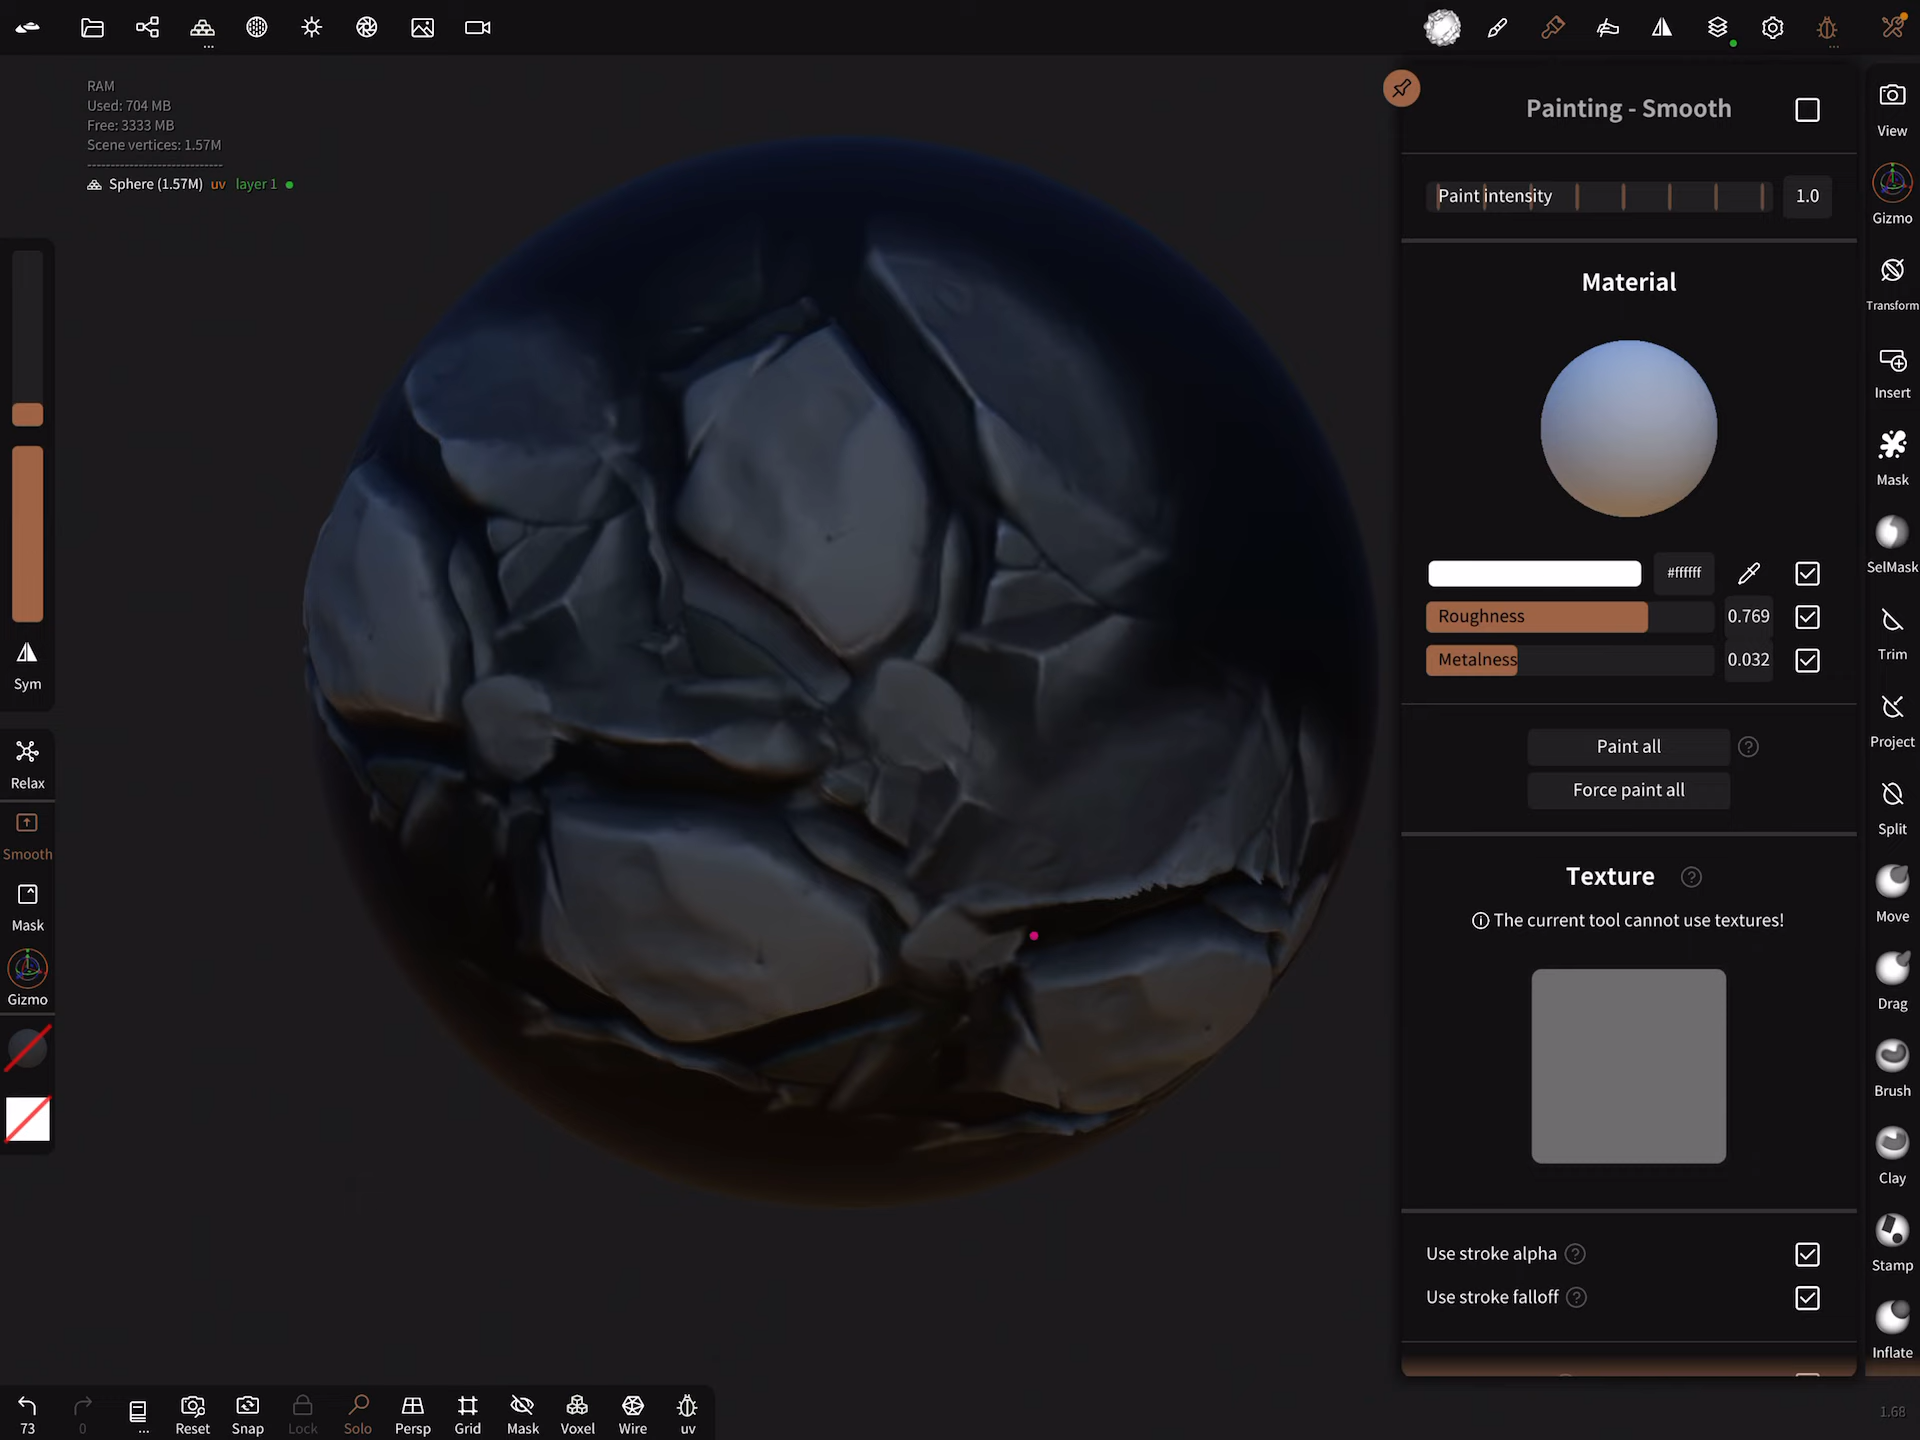 RAM
Used: 704 MB
Free: 3333 MB
Scene vertices: 1.57M
----------------------------
Sphere (1.57M) uv layer 1
Sym
Relax
Smooth
Mask
Gizmo
Painting - Smooth
Paint intensity 1.0
Material
#ffffff
Roughness 0.769
Metalness 0.032
Paint all ?
Force paint all
Texture ?
The current tool cannot use textures!
Use stroke alpha ?
Use stroke falloff ?
View
Gizmo
Transform
Insert
Mask
SelMask
Trim
Project
Split
Move
Drag
Brush
Clay
Stamp
Inflate
73 0 ... Reset Snap Lock Solo Persp Grid Mask Voxel Wire uv
1.68